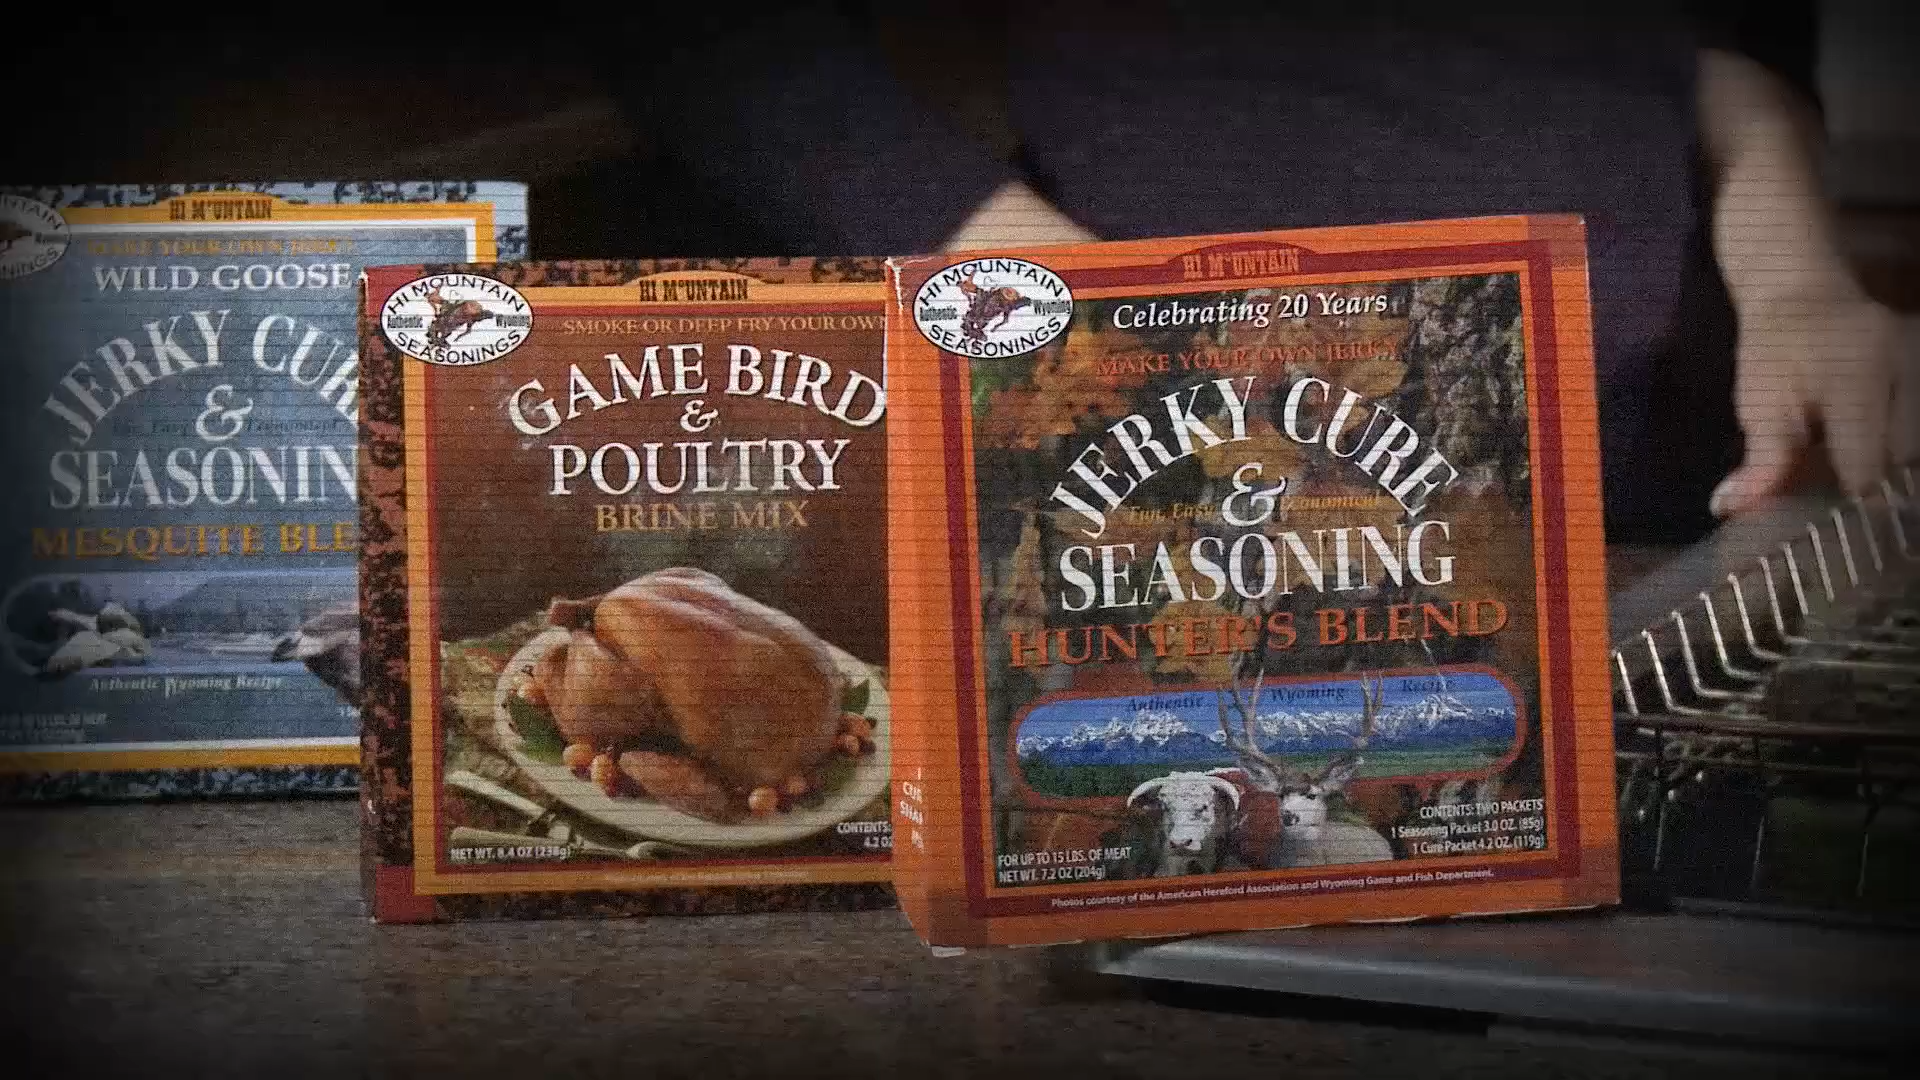 HI MOUNTAIN
WILD GOOSE
JERKY
&
SEASONIN
MESQUITE BLE
Authentic Wyoming Recipe
HI MOUNTAIN
Authentic Wyoming
SEASONINGS
HI MOUNTAIN
SMOKE OR DEEP FRY YOUR OWN
GAME BIRD
&
POULTRY
BRINE MIX
NET WT. 8.4 OZ (238g)
CONTENTS:
HI MOUNTAIN
Authentic Wyoming
SEASONINGS
HI MOUNTAIN
Celebrating 20 Years
MAKE YOUR OWN JERKY
JERKY CURE
Fun, Easy & Economical
SEASONING
HUNTER'S BLEND
Authentic Wyoming Recipe
FOR UP TO 15 LBS. OF MEAT
NET WT. 7.2 OZ (204g)
CONTENTS: TWO PACKETS
1 Seasoning Packet 3.0 OZ. (85g)
1 Cure Packet 4.2 OZ. (119g)
Photos courtesy of the American Hereford Association and Wyoming Game and Fish Department.